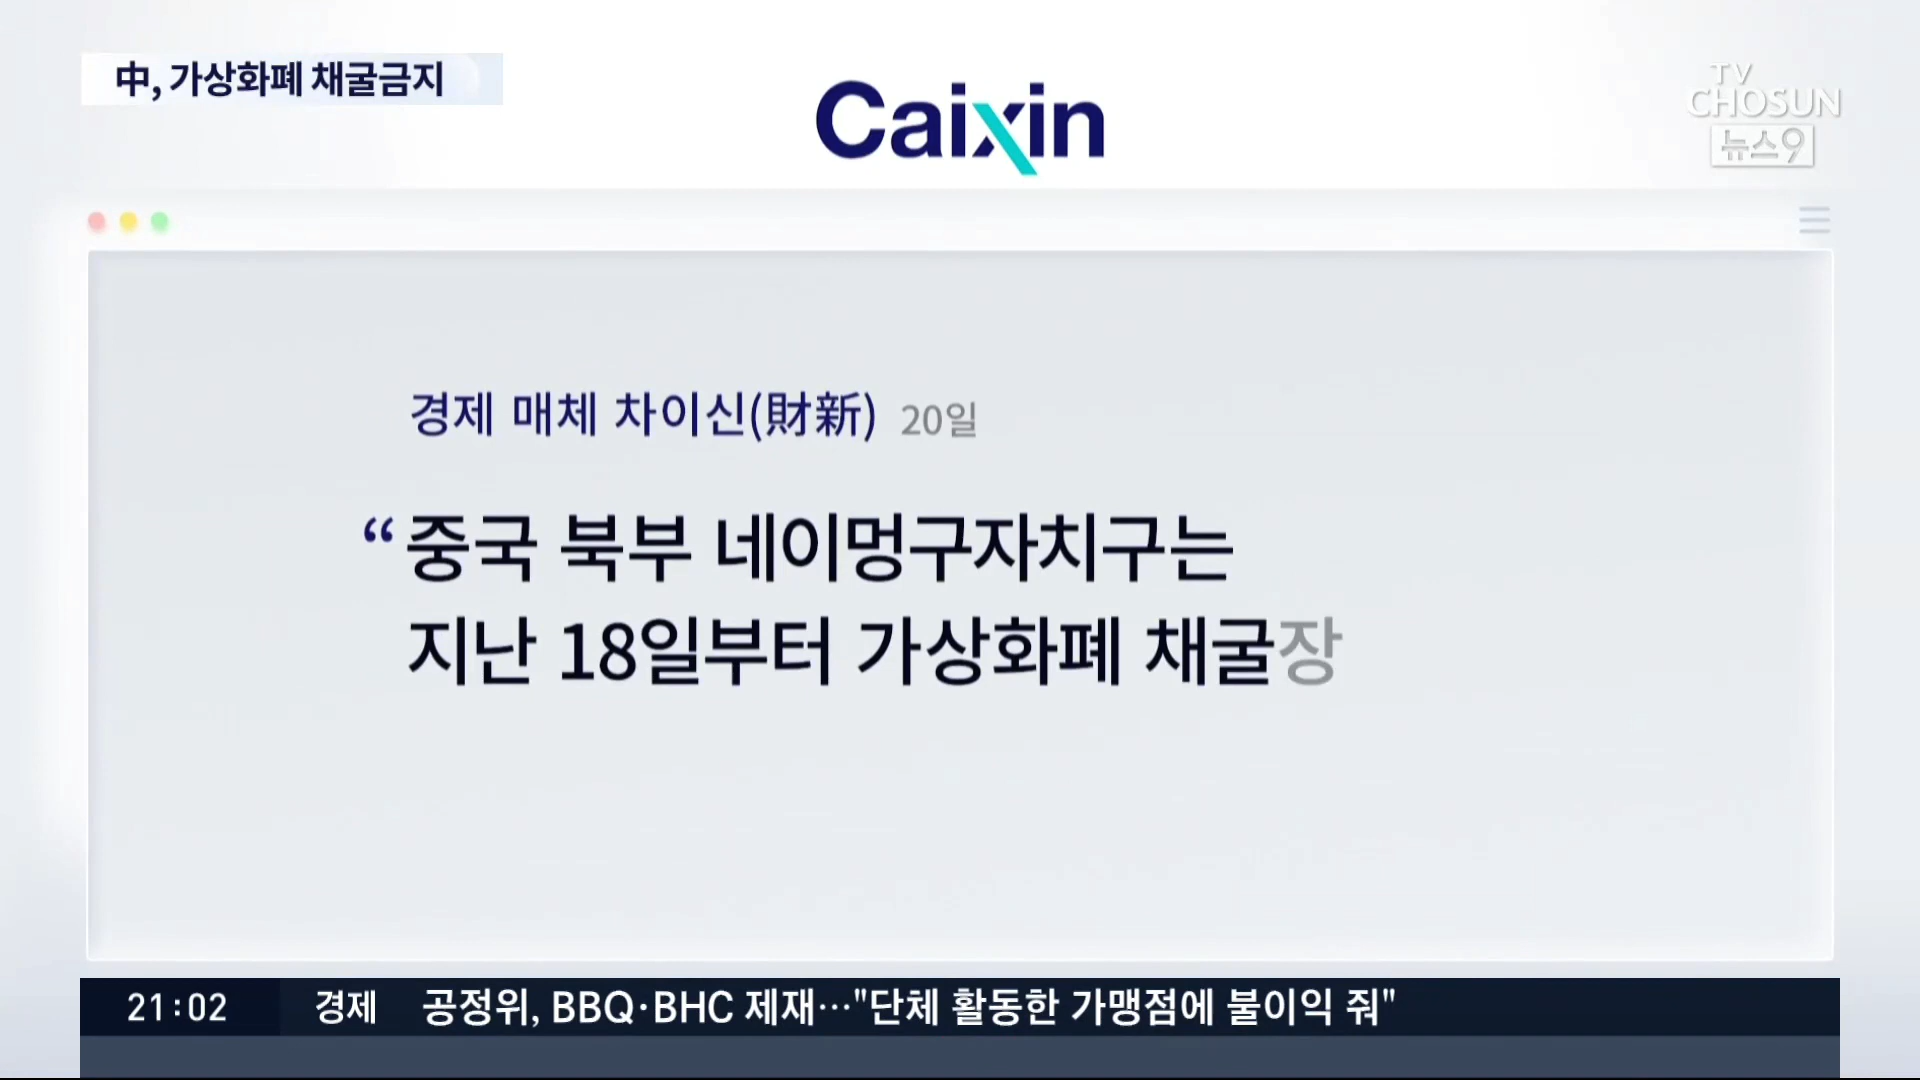 中, 가상화폐 채굴금지
Caixin
TV
CHOSUN
뉴스9
경제 매체 차이신(財新) 20일
“중국 북부 네이멍구자치구는
지난 18일부터 가상화폐 채굴장
21:02 경제 공정위, BBQ·BHC 제재…"단체 활동한 가맹점에 불이익 줘"